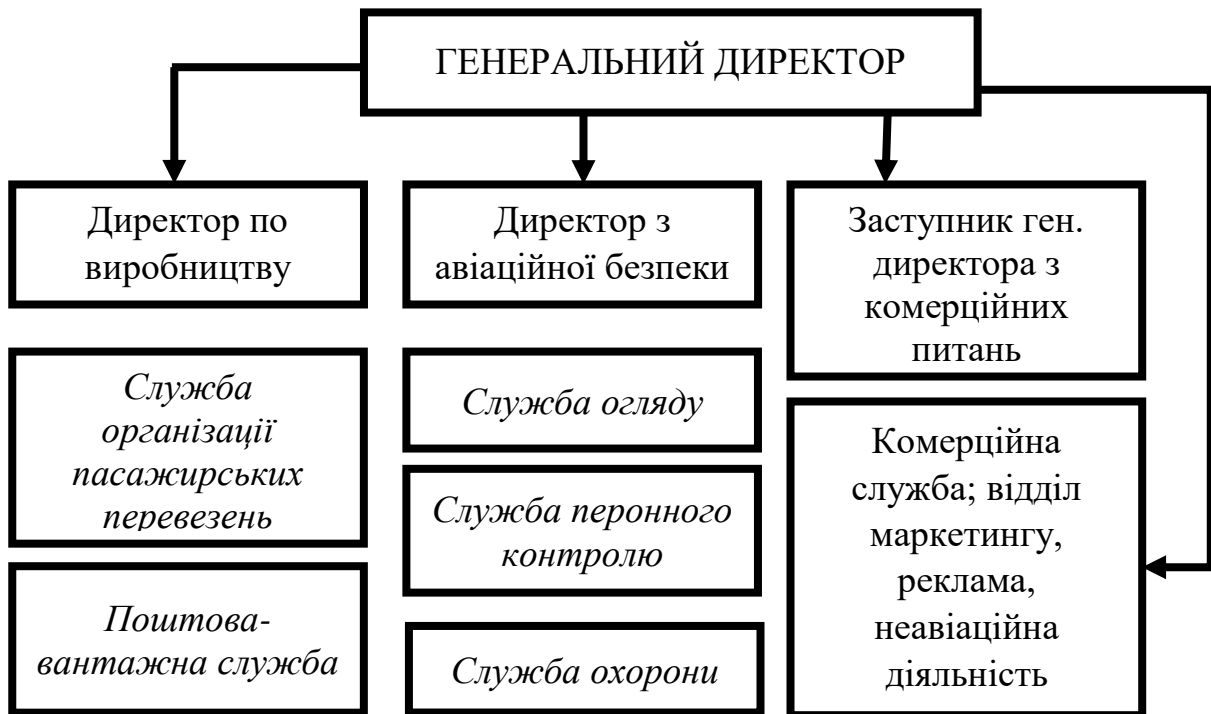 ГЕНЕРАЛЬНИЙ ДИРЕКТОР
Директор по
виробництву
Директор з
авіаційної безпеки
Заступник ген.
директора з
комерційних
питань
Служба
організації
пасажирських
перевезень
Поштова-
вантажна служба
Служба огляду
Служба перонного
контролю
Служба охорони
Комерційна
служба; відділ
маркетингу,
реклама,
неавіаційна
діяльність